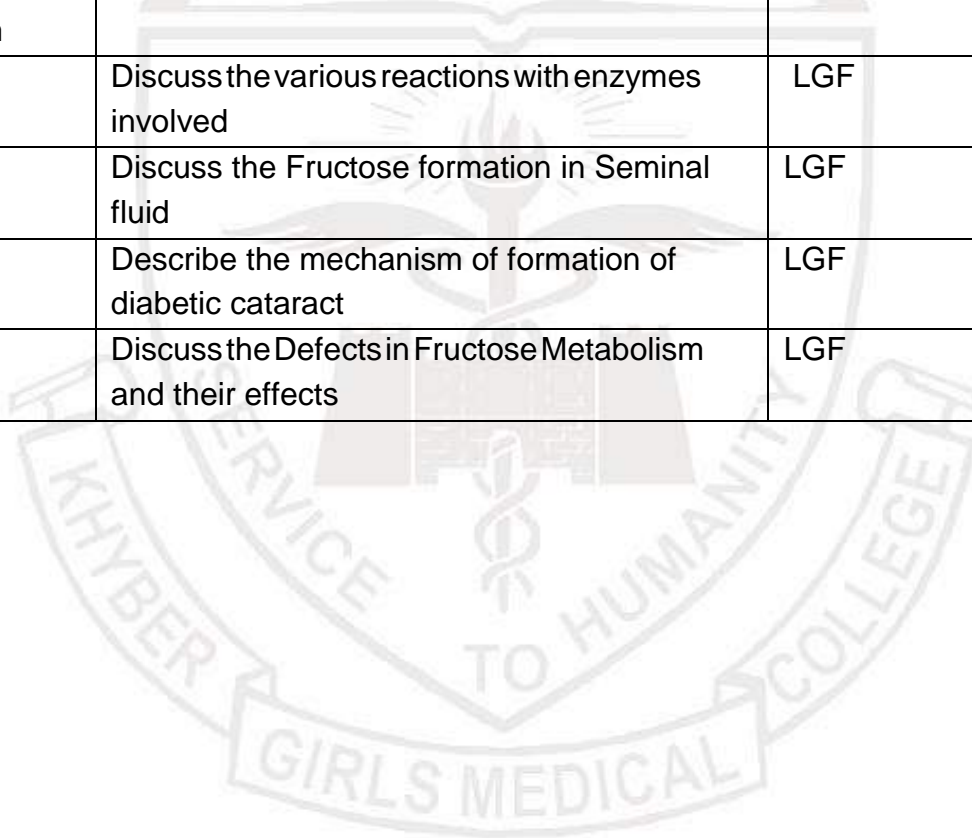 n
Discuss the various reactions with enzymes
involved
LGF
Discuss the Fructose formation in Seminal
fluid
LGF
Describe the mechanism of formation of
diabetic cataract
LGF
Discuss the Defects in Fructose Metabolism
and their effects
LGF
SERVICE TO HUMANITY
KHYBER GIRLS MEDICAL COLLEGE